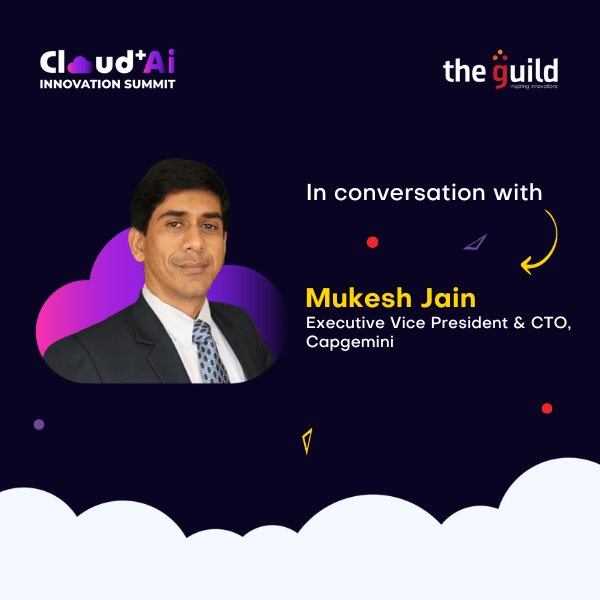 Cloud+Ai
INNOVATION SUMMIT
the guild
inspiring innovations
In conversation with
Mukesh Jain
Executive Vice President & CTO,
Capgemini